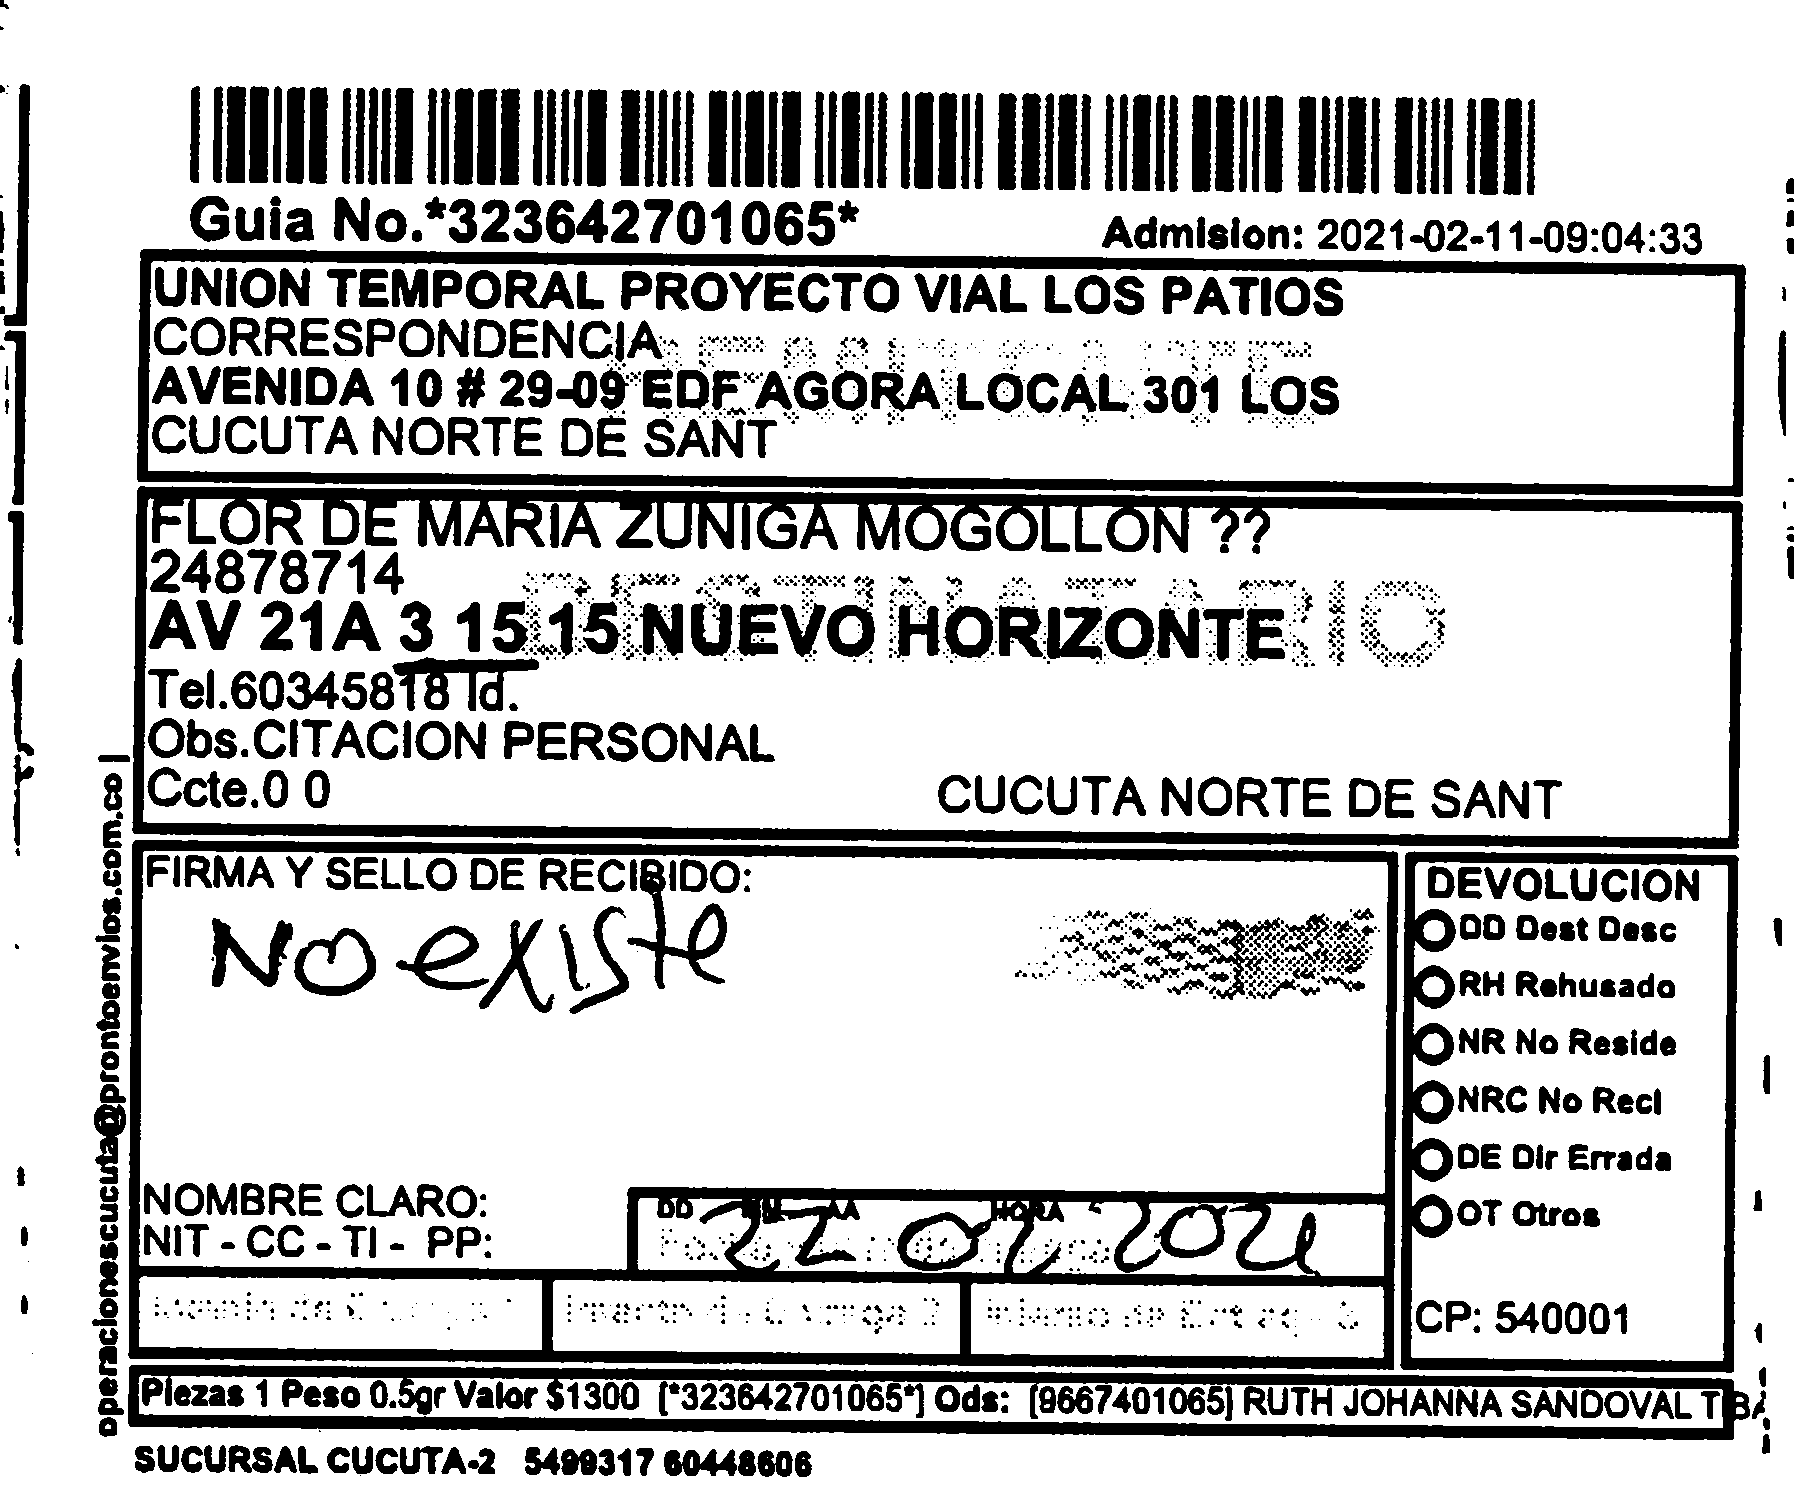 Guia No.*323642701065*
Admision: 2021-02-11-09:04:33
UNION TEMPORAL PROYECTO VIAL LOS PATIOS
CORRESPONDENCIA
REMITENTE
AVENIDA 10 # 29-09 EDF AGORA LOCAL 301 LOS
CUCUTA NORTE DE SANT
FLOR DE MARIA ZUNIGA MOGOLLON ??
24878714
DESTINATARIO
AV 21A 3 15 15 NUEVO HORIZONTE
Tel.60345818 Id.
Obs.CITACION PERSONAL
Ccte.0 0
CUCUTA NORTE DE SANT
operacionescucuta@prontoenvios.com.co |
FIRMA Y SELLO DE RECIBIDO:
No existe
NOMBRE CLARO:
NIT - CC - TI - PP:
DD MM AA HORA
22 02 2021
DEVOLUCION
DD Dest Desc
RH Rehusado
NR No Reside
NRC No Recl
DE Dir Errada
OT Otros
CP: 540001
Piezas 1 Peso 0.5gr Valor $1300 [*323642701065*] Ods: [9667401065] RUTH JOHANNA SANDOVAL TIBA
SUCURSAL CUCUTA-2 5499317 60448606